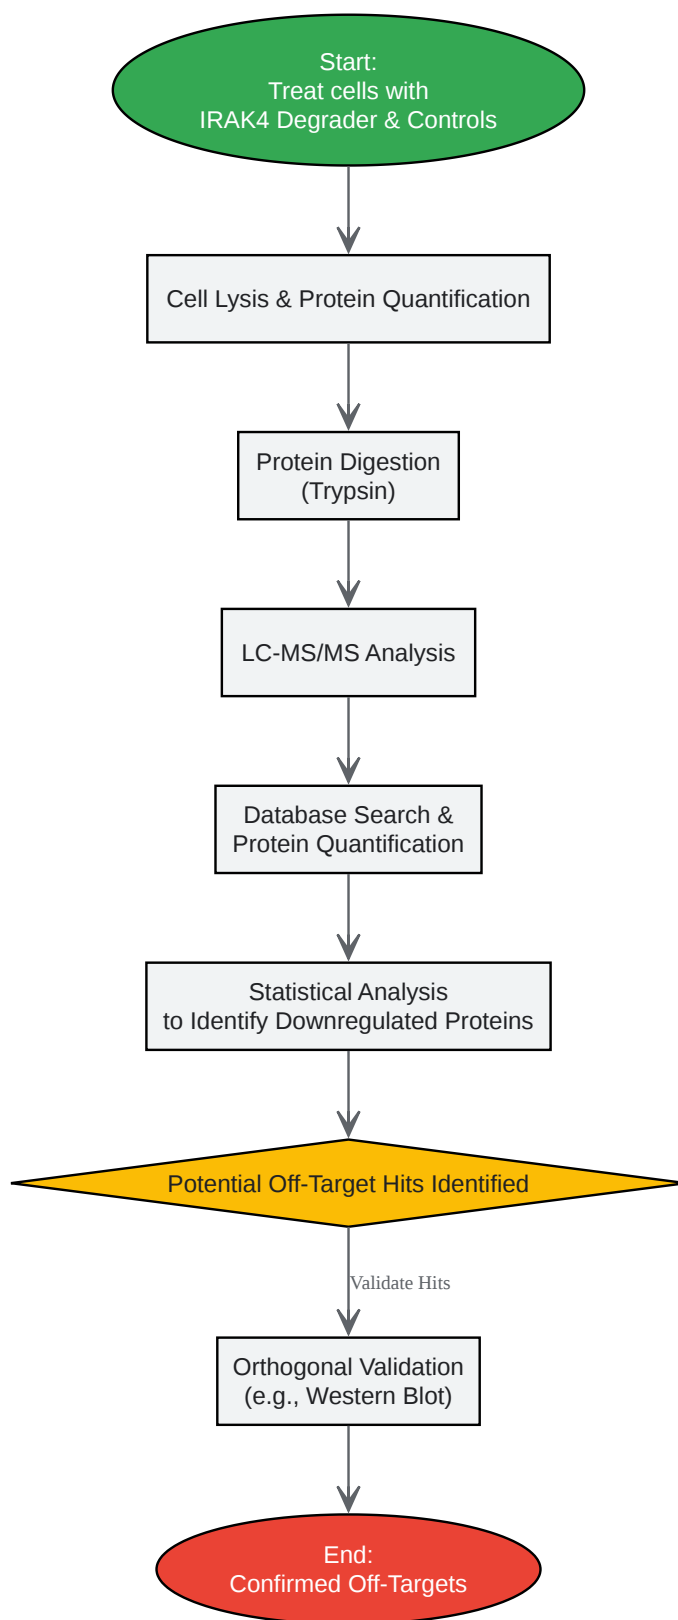 Start:
Treat cells with
IRAK4 Degrader & Controls
Cell Lysis & Protein Quantification
Protein Digestion
(Trypsin)
LC-MS/MS Analysis
Database Search &
Protein Quantification
Statistical Analysis
to Identify Downregulated Proteins
Potential Off-Target Hits Identified
Validate Hits
Orthogonal Validation
(e.g., Western Blot)
End:
Confirmed Off-Targets